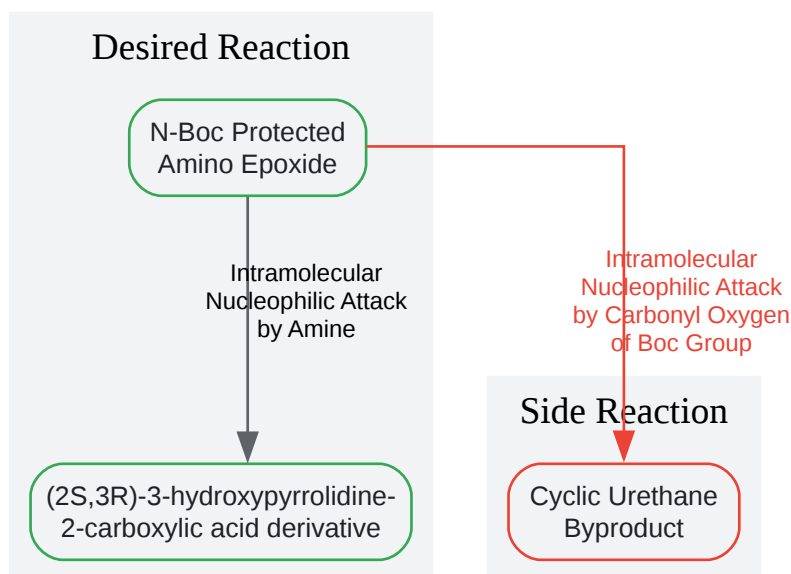 Desired Reaction
N-Boc Protected
Amino Epoxide
Intramolecular
Nucleophilic Attack
by Amine
(2S,3R)-3-hydroxypyrrolidine-
2-carboxylic acid derivative
Intramolecular
Nucleophilic Attack
by Carbonyl Oxygen
of Boc Group
Side Reaction
Cyclic Urethane
Byproduct